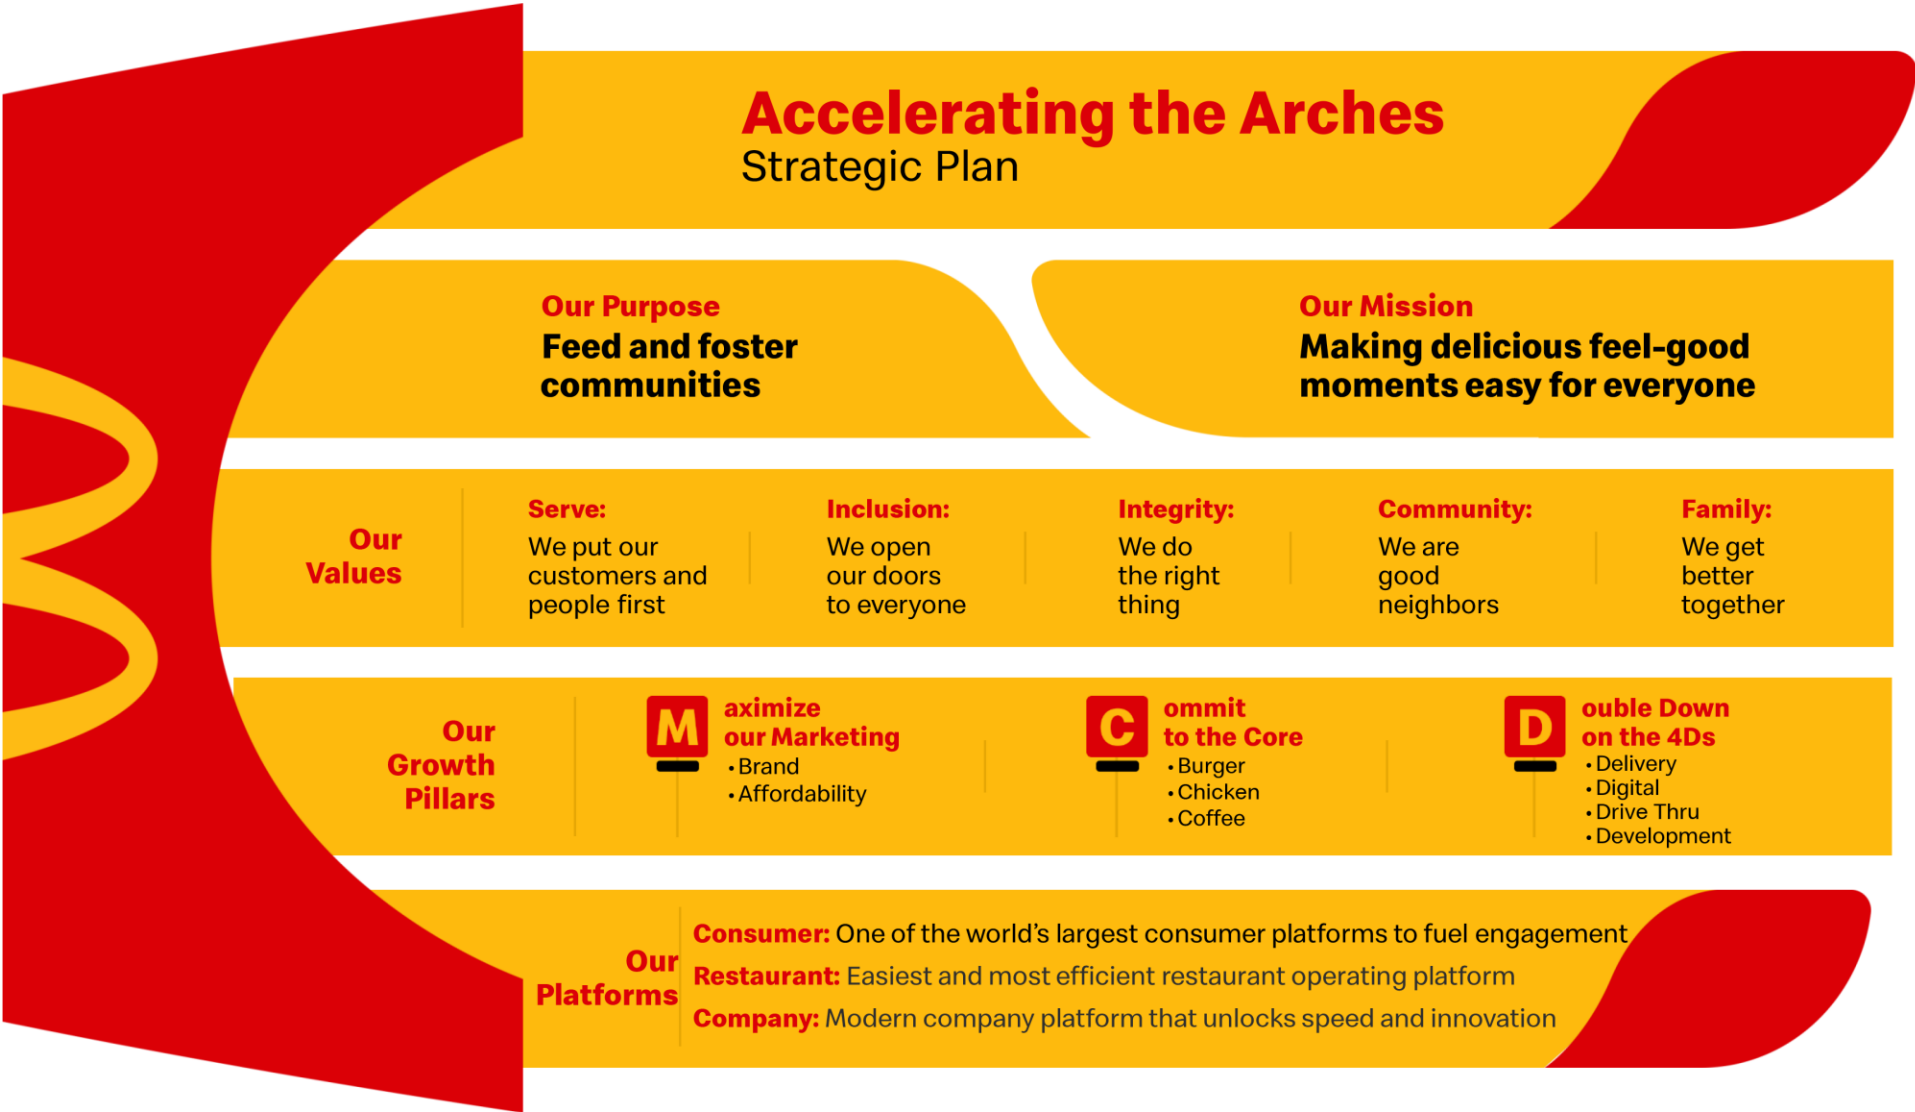 Accelerating the Arches
Strategic Plan
Our Purpose
Feed and foster
communities
Our Mission
Making delicious feel-good
moments easy for everyone
Our
Values
Serve:
We put our
customers and
people first
Inclusion:
We open
our doors
to everyone
Integrity:
We do
the right
thing
Community:
We are
good
neighbors
Family:
We get
better
together
Our
Growth
Pillars
Maximize
our Marketing
• Brand
• Affordability
Commit
to the Core
• Burger
• Chicken
• Coffee
Double Down
on the 4Ds
• Delivery
• Digital
• Drive Thru
• Development
Our
Platforms
Consumer: One of the world’s largest consumer platforms to fuel engagement
Restaurant: Easiest and most efficient restaurant operating platform
Company: Modern company platform that unlocks speed and innovation